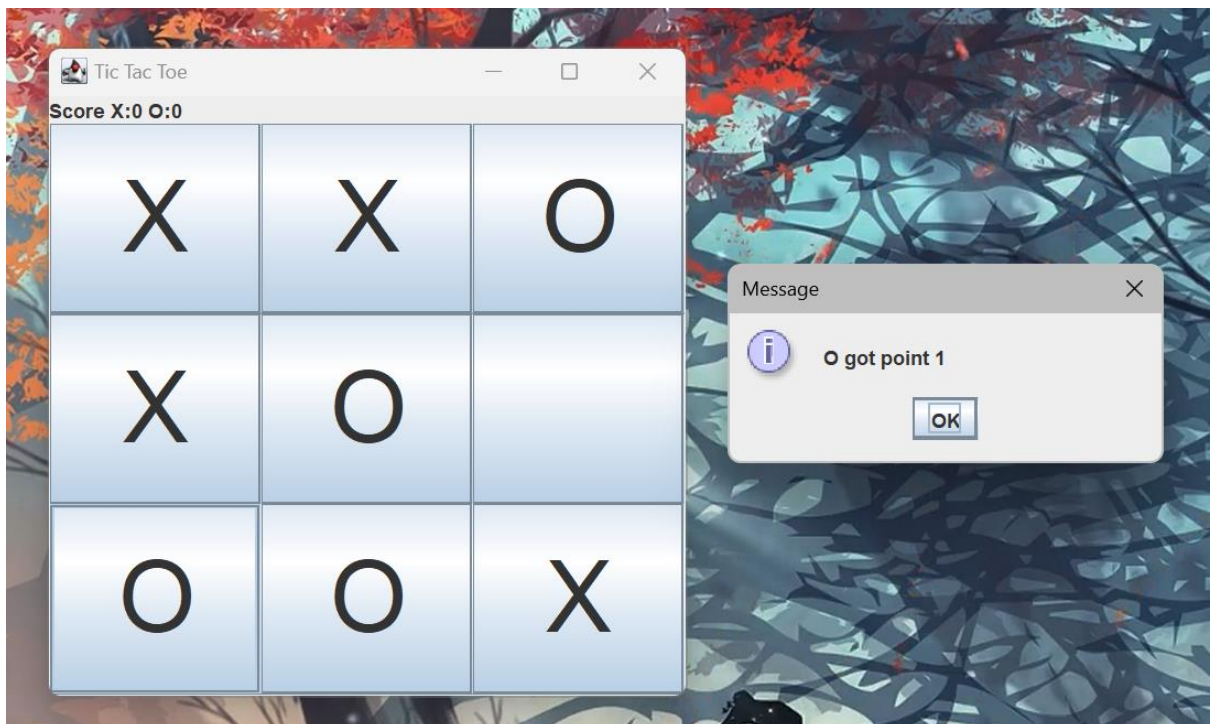 Tic Tac Toe
Score X:0 O:0
X X O
X O
O O X
Message
O got point 1
OK